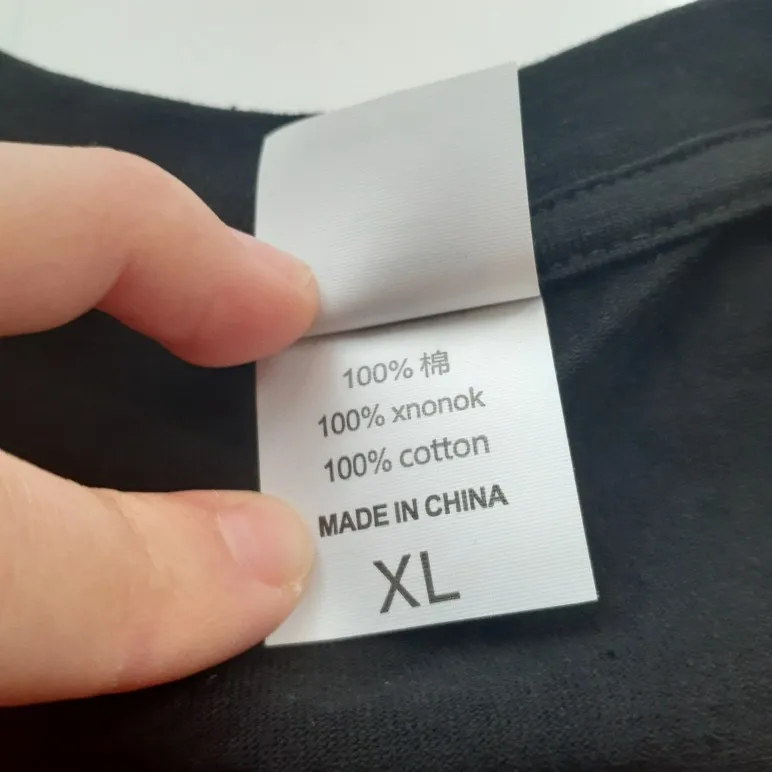 100% 棉
100% xnonok
100% cotton
MADE IN CHINA
XL